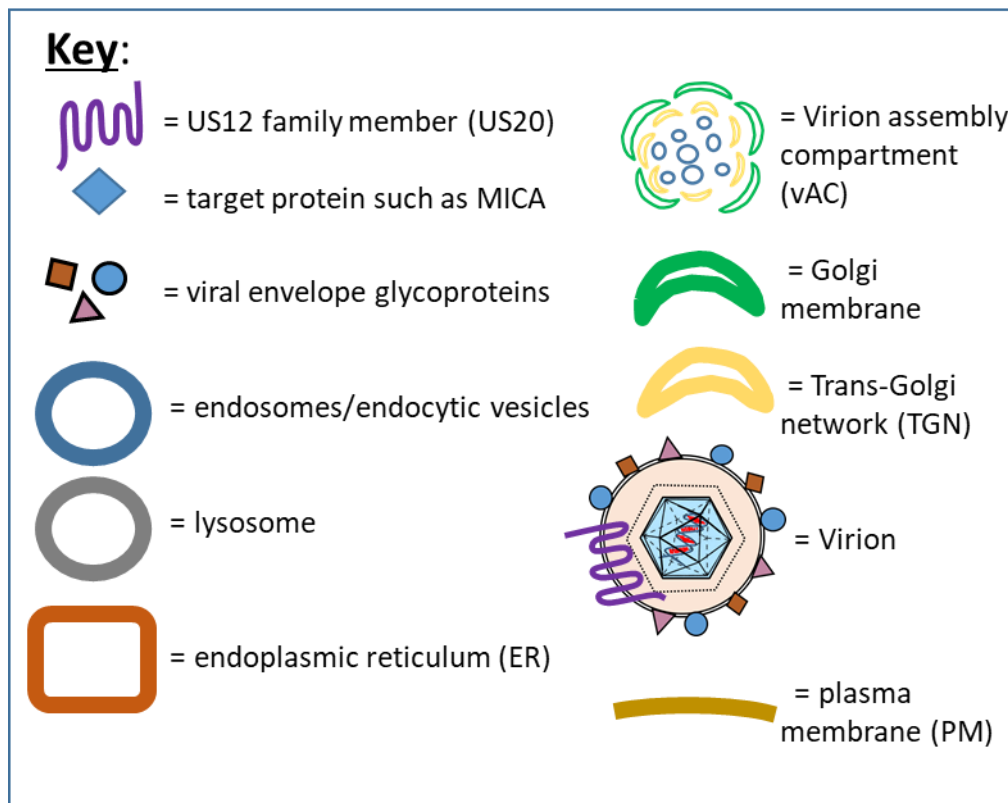 Key:
= US12 family member (US20)
= target protein such as MICA
= viral envelope glycoproteins
= endosomes/endocytic vesicles
= lysosome
= endoplasmic reticulum (ER)
= Virion assembly
compartment
(vAC)
= Golgi
membrane
= Trans-Golgi
network (TGN)
= Virion
= plasma
membrane (PM)